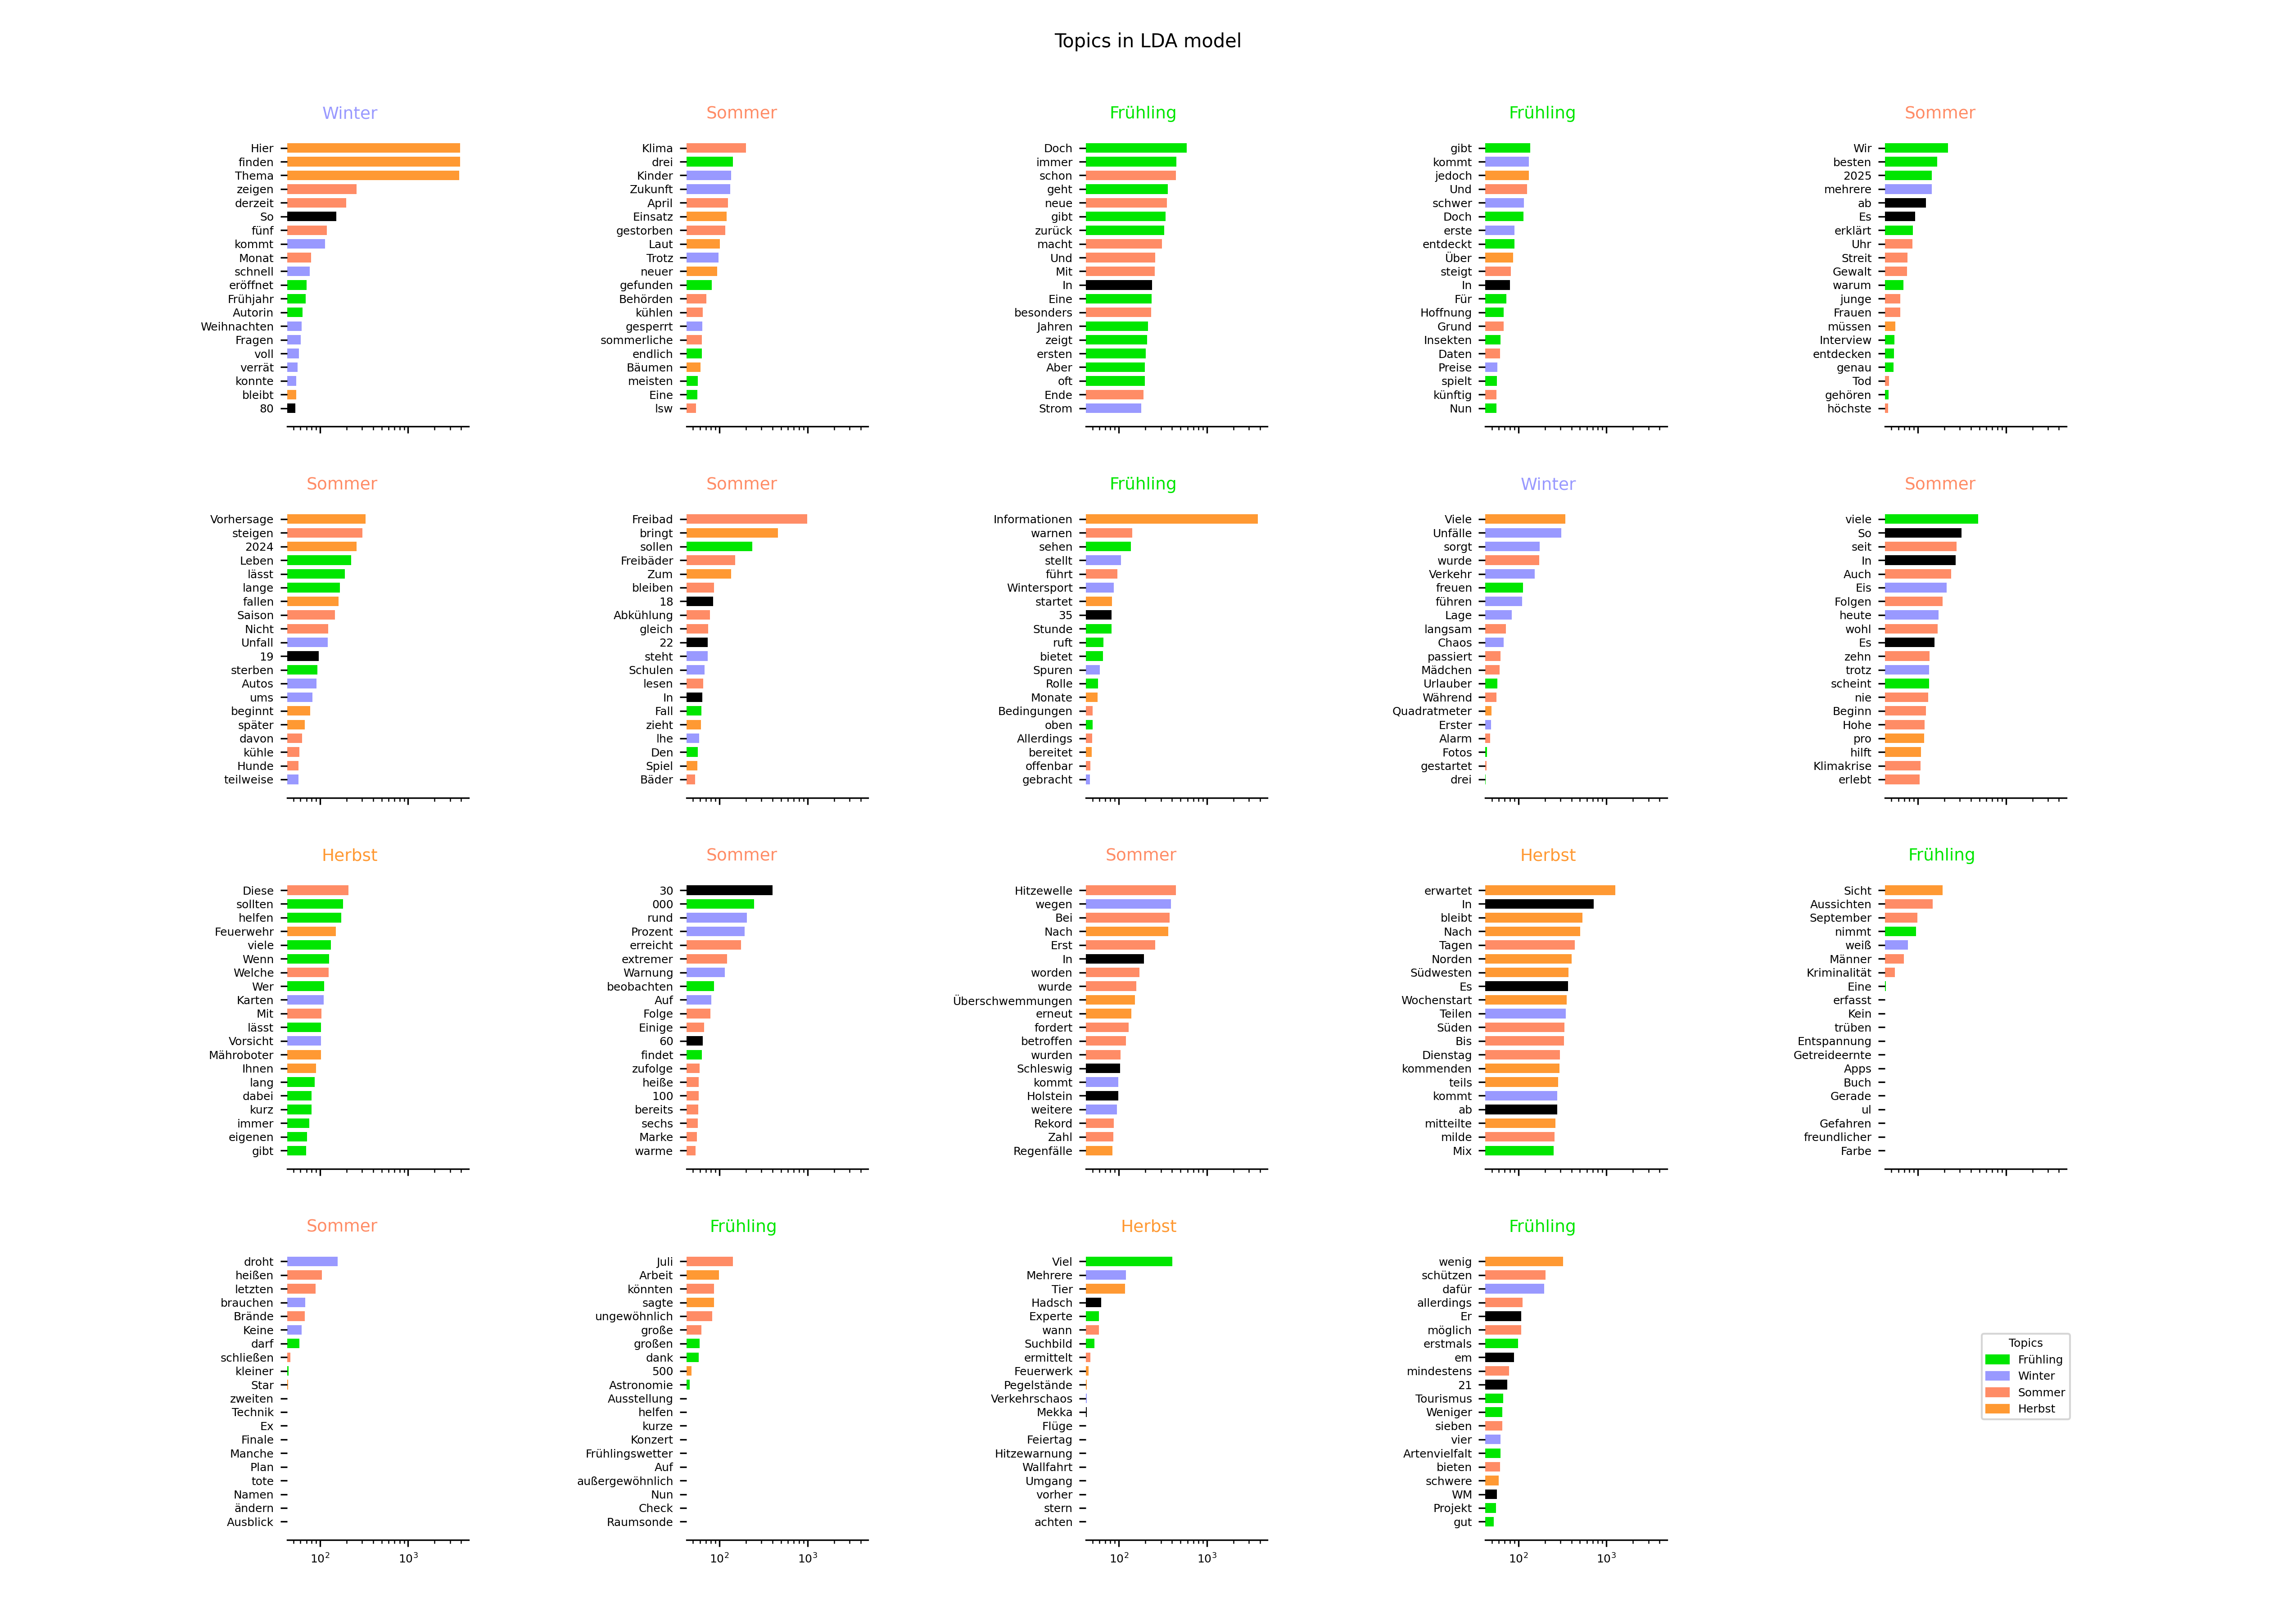 Topics in LDA model
Winter
Hier
finden
Thema
zeigen
derzeit
So
fünf
kommt
Monat
schnell
eröffnet
Frühjahr
Autorin
Weihnachten
Fragen
voll
verrät
konnte
bleibt
80
Sommer
Klima
drei
Kinder
Zukunft
April
Einsatz
gestorben
Laut
Trotz
neuer
gefunden
Behörden
kühlen
gesperrt
sommerliche
endlich
Bäumen
meisten
Eine
lsw
Frühling
Doch
immer
schon
geht
neue
gibt
zurück
macht
Und
Mit
In
Eine
besonders
Jahren
zeigt
ersten
Aber
oft
Ende
Strom
Frühling
gibt
kommt
jedoch
Und
schwer
Doch
erste
entdeckt
Über
steigt
In
Für
Hoffnung
Grund
Insekten
Daten
Preise
spielt
künftig
Nun
Sommer
Wir
besten
2025
mehrere
ab
Es
erklärt
Uhr
Streit
Gewalt
warum
junge
Frauen
müssen
Interview
entdecken
genau
Tod
gehören
höchste
Sommer
Vorhersage
steigen
2024
Leben
lässt
lange
fallen
Saison
Nicht
Unfall
19
sterben
Autos
ums
beginnt
später
davon
kühle
Hunde
teilweise
Sommer
Freibad
bringt
sollen
Freibäder
Zum
bleiben
18
Abkühlung
gleich
22
steht
Schulen
lesen
In
Fall
zieht
lhe
Den
Spiel
Bäder
Frühling
Informationen
warnen
sehen
stellt
führt
Wintersport
startet
35
Stunde
ruft
bietet
Spuren
Rolle
Monate
Bedingungen
oben
Allerdings
bereitet
offenbar
gebracht
Winter
Viele
Unfälle
sorgt
wurde
Verkehr
freuen
führen
Lage
langsam
Chaos
passiert
Mädchen
Urlauber
Während
Quadratmeter
Erster
Alarm
Fotos
gestartet
drei
Sommer
viele
So
seit
In
Auch
Eis
Folgen
heute
wohl
Es
zehn
trotz
scheint
nie
Beginn
Hohe
pro
hilft
Klimakrise
erlebt
Herbst
Diese
sollten
helfen
Feuerwehr
viele
Wenn
Welche
Wer
Karten
Mit
lässt
Vorsicht
Mähroboter
Ihnen
lang
dabei
kurz
immer
eigenen
gibt
Sommer
30
000
rund
Prozent
erreicht
extremer
Warnung
beobachten
Auf
Folge
Einige
60
findet
zufolge
heiße
100
bereits
sechs
Marke
warme
Sommer
Hitzewelle
wegen
Bei
Nach
Erst
In
worden
wurde
Überschwemmungen
erneut
fordert
betroffen
wurden
Schleswig
kommt
Holstein
weitere
Rekord
Zahl
Regenfälle
Herbst
erwartet
In
bleibt
Nach
Tagen
Norden
Südwesten
Es
Wochenstart
Teilen
Süden
Bis
Dienstag
kommenden
teils
kommt
ab
mitteilte
milde
Mix
Frühling
Sicht
Aussichten
September
nimmt
weiß
Männer
Kriminalität
Eine
erfasst
Kein
trüben
Entspannung
Getreideernte
Apps
Buch
Gerade
ul
Gefahren
freundlicher
Farbe
Sommer
droht
heißen
letzten
brauchen
Brände
Keine
darf
schließen
kleiner
Star
zweiten
Technik
Ex
Finale
Manche
Plan
tote
Namen
ändern
Ausblick
10²
10³
Frühling
Juli
Arbeit
könnten
sagte
ungewöhnlich
große
großen
dank
500
Astronomie
Ausstellung
helfen
kurze
Konzert
Frühlingswetter
Auf
außergewöhnlich
Nun
Check
Raumsonde
10²
10³
Herbst
Viel
Mehrere
Tier
Hadsch
Experte
wann
Suchbild
ermittelt
Feuerwerk
Pegelstände
Verkehrschaos
Mekka
Flüge
Feiertag
Hitzewarnung
Wallfahrt
Umgang
vorher
stern
achten
10²
10³
Frühling
wenig
schützen
dafür
allerdings
Er
möglich
erstmals
em
mindestens
21
Tourismus
Weniger
sieben
vier
Artenvielfalt
bieten
schwere
WM
Projekt
gut
10²
10³
Topics
Frühling
Winter
Sommer
Herbst